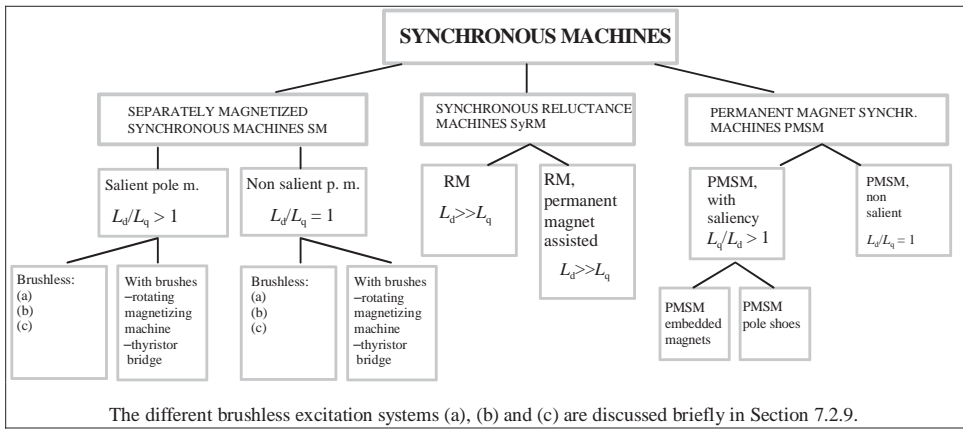 SYNCHRONOUS MACHINES
SEPARATELY MAGNETIZED
SYNCHRONOUS MACHINES SM
SYNCHRONOUS RELUCTANCE
MACHINES SyRM
PERMANENT MAGNET SYNCHR.
MACHINES PMSM
Salient pole m.
Ld/Lq > 1
Non salient p. m.
Ld/Lq = 1
RM
Ld>>Lq
RM,
permanent
magnet
assisted
Ld>>Lq
PMSM,
with
saliency
Lq/Ld > 1
PMSM,
non
salient
Ld/Lq = 1
Brushless:
(a)
(b)
(c)
With brushes
–rotating
magnetizing
machine
–thyristor
bridge
Brushless:
(a)
(b)
(c)
With brushes
–rotating
magnetizing
machine
–thyristor
bridge
PMSM
embedded
magnets
PMSM
pole shoes
The different brushless excitation systems (a), (b) and (c) are discussed briefly in Section 7.2.9.